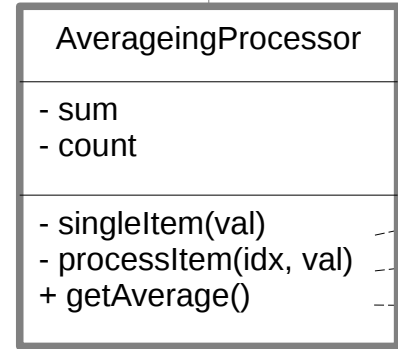 AverageingProcessor
- sum
- count
- singleItem(val)
- processItem(idx, val)
+ getAverage()